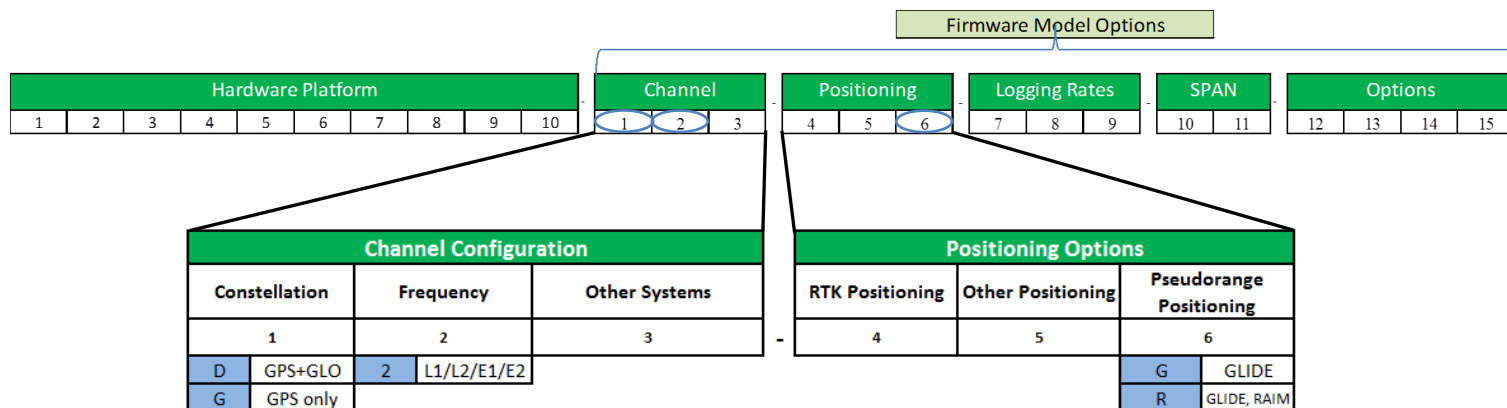 Firmware Model Options
Hardware Platform - Channel - Positioning - Logging Rates - SPAN - Options
1 2 3 4 5 6 7 8 9 10 1 2 3 4 5 6 7 8 9 10 11 12 13 14 15
Channel Configuration Positioning Options
Constellation Frequency Other Systems RTK Positioning Other Positioning Pseudorange
Positioning
1 2 3 - 4 5 6
D GPS+GLO 2 L1/L2/E1/E2 G GLIDE
G GPS only R GLIDE, RAIM